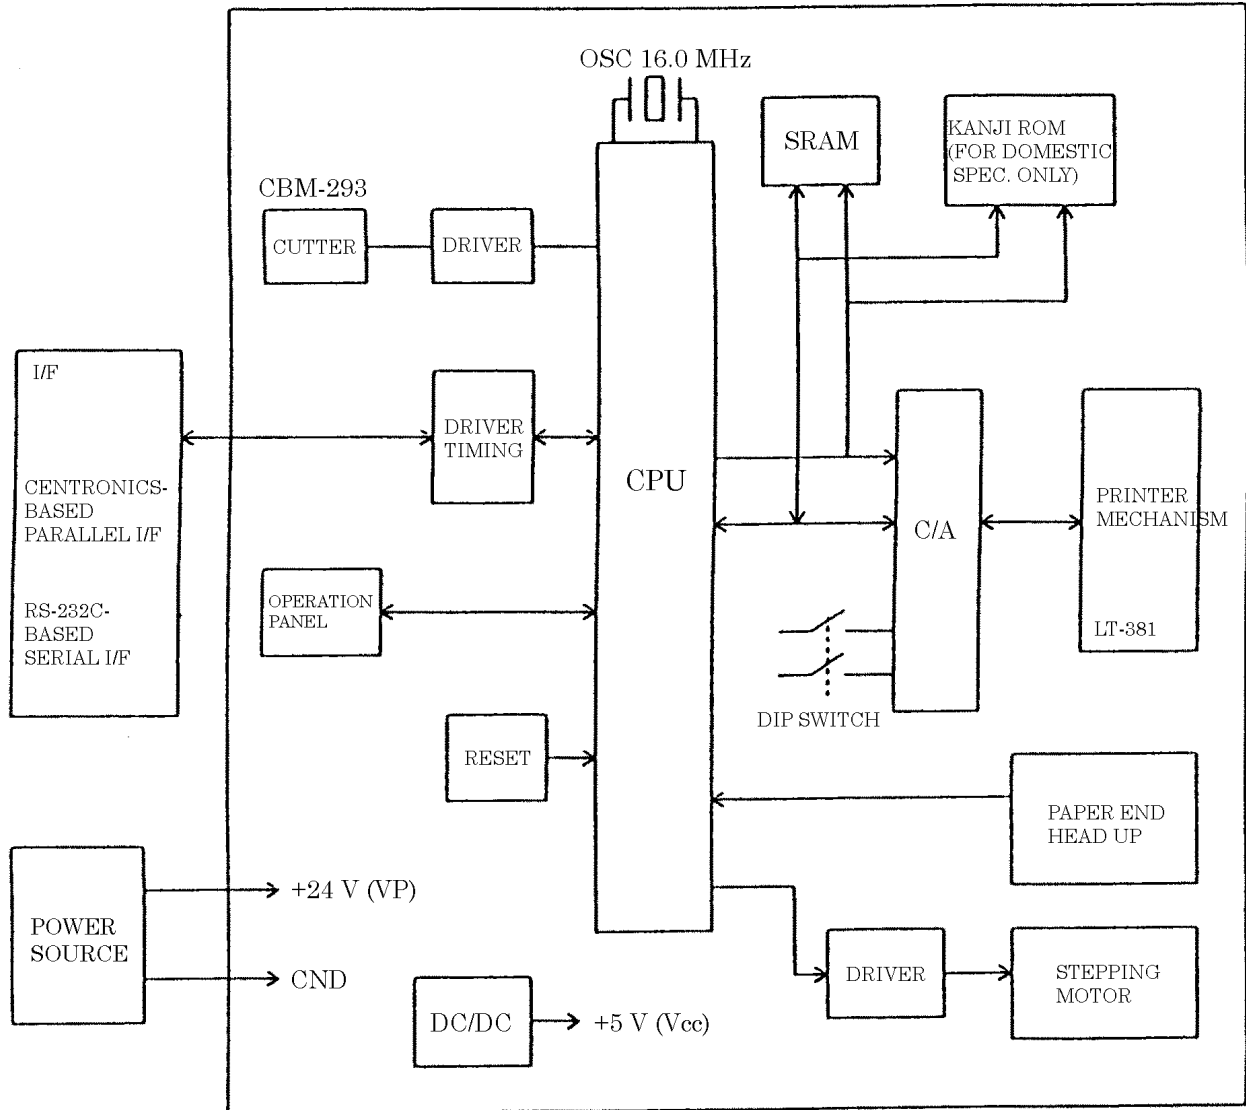 OSC 16.0 MHz
SRAM
KANJI ROM
(FOR DOMESTIC
SPEC. ONLY)
CBM-293
CUTTER
DRIVER
I/F
CENTRONICS-
BASED
PARALLEL I/F
RS-232C-
BASED
SERIAL I/F
DRIVER
TIMING
CPU
C/A
PRINTER
MECHANISM
LT-381
OPERATION
PANEL
DIP SWITCH
RESET
PAPER END
HEAD UP
POWER
SOURCE
+24 V (VP)
CND
DC/DC
+5 V (Vcc)
DRIVER
STEPPING
MOTOR